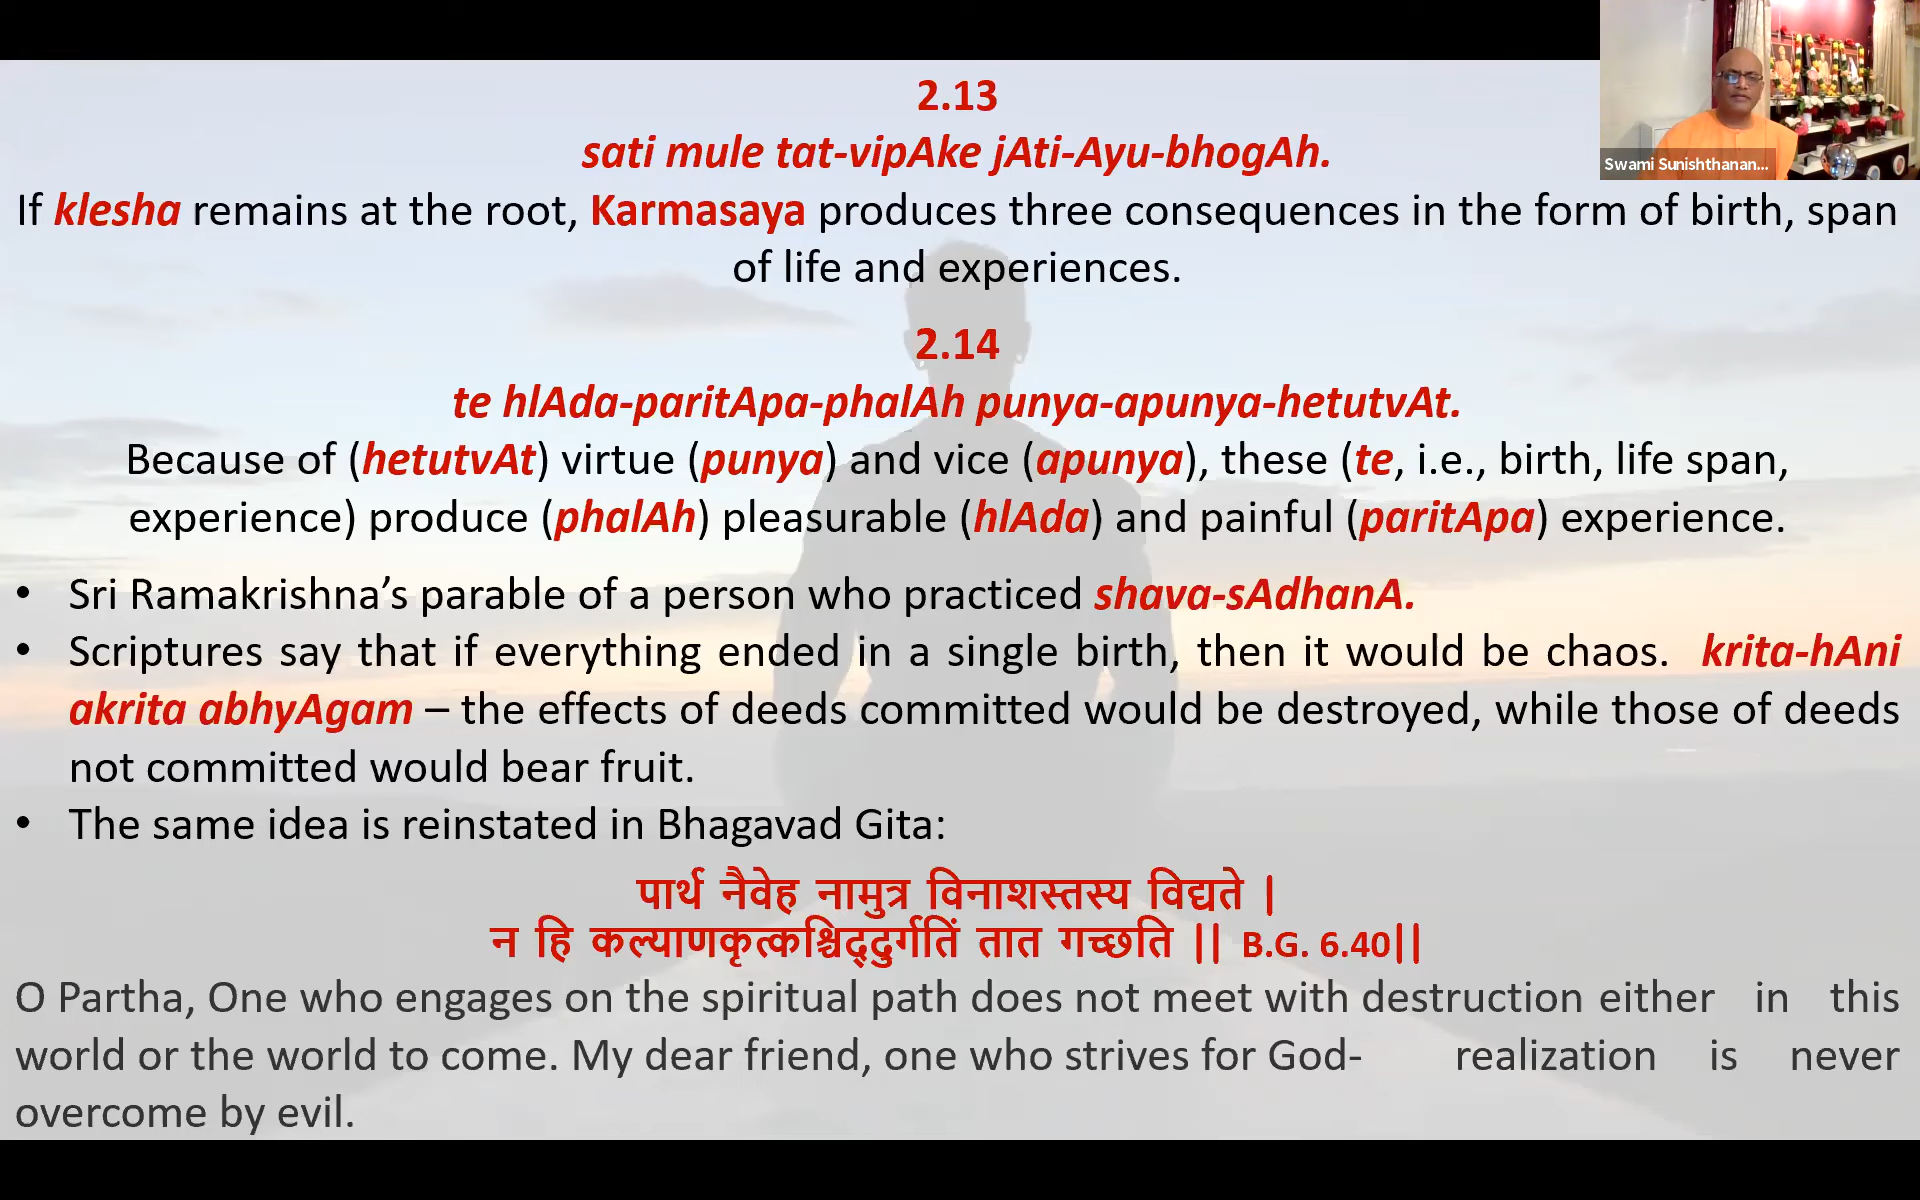 2.13
sati mule tat-vipAke jAti-Ayu-bhogAh.
Swami Sunishthanan...
If klesha remains at the root, Karmasaya produces three consequences in the form of birth, span
of life and experiences.
2.14
te hlAda-paritApa-phalAh punya-apunya-hetutvAt.
Because of (hetutvAt) virtue (punya) and vice (apunya), these (te, i.e., birth, life span,
experience) produce (phalAh) pleasurable (hlAda) and painful (paritApa) experience.
• Sri Ramakrishna’s parable of a person who practiced shava-sAdhanA.
• Scriptures say that if everything ended in a single birth, then it would be chaos. krita-hAni
akrita abhyAgam – the effects of deeds committed would be destroyed, while those of deeds
not committed would bear fruit.
• The same idea is reinstated in Bhagavad Gita:
पार्थ नैवेह नामुत्र विनाशस्तस्य विद्यते |
न हि कल्याणकृत्कश्चिद्दुर्गतिं तात गच्छति || B.G. 6.40||
O Partha, One who engages on the spiritual path does not meet with destruction either in this
world or the world to come. My dear friend, one who strives for God- realization is never
overcome by evil.